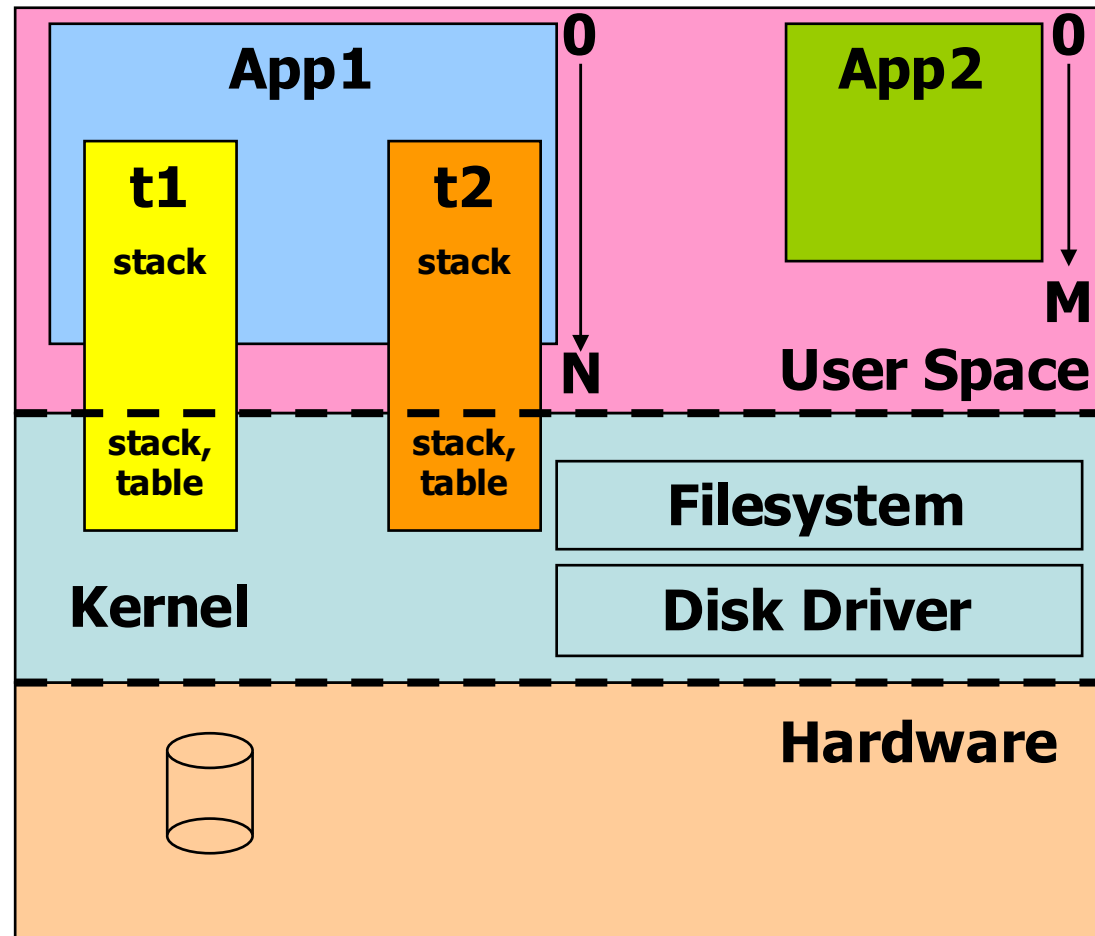 App1
0
App2
0
t1
stack
t2
stack
N
M
User Space
stack,
table
stack,
table
Filesystem
Kernel
Disk Driver
Hardware